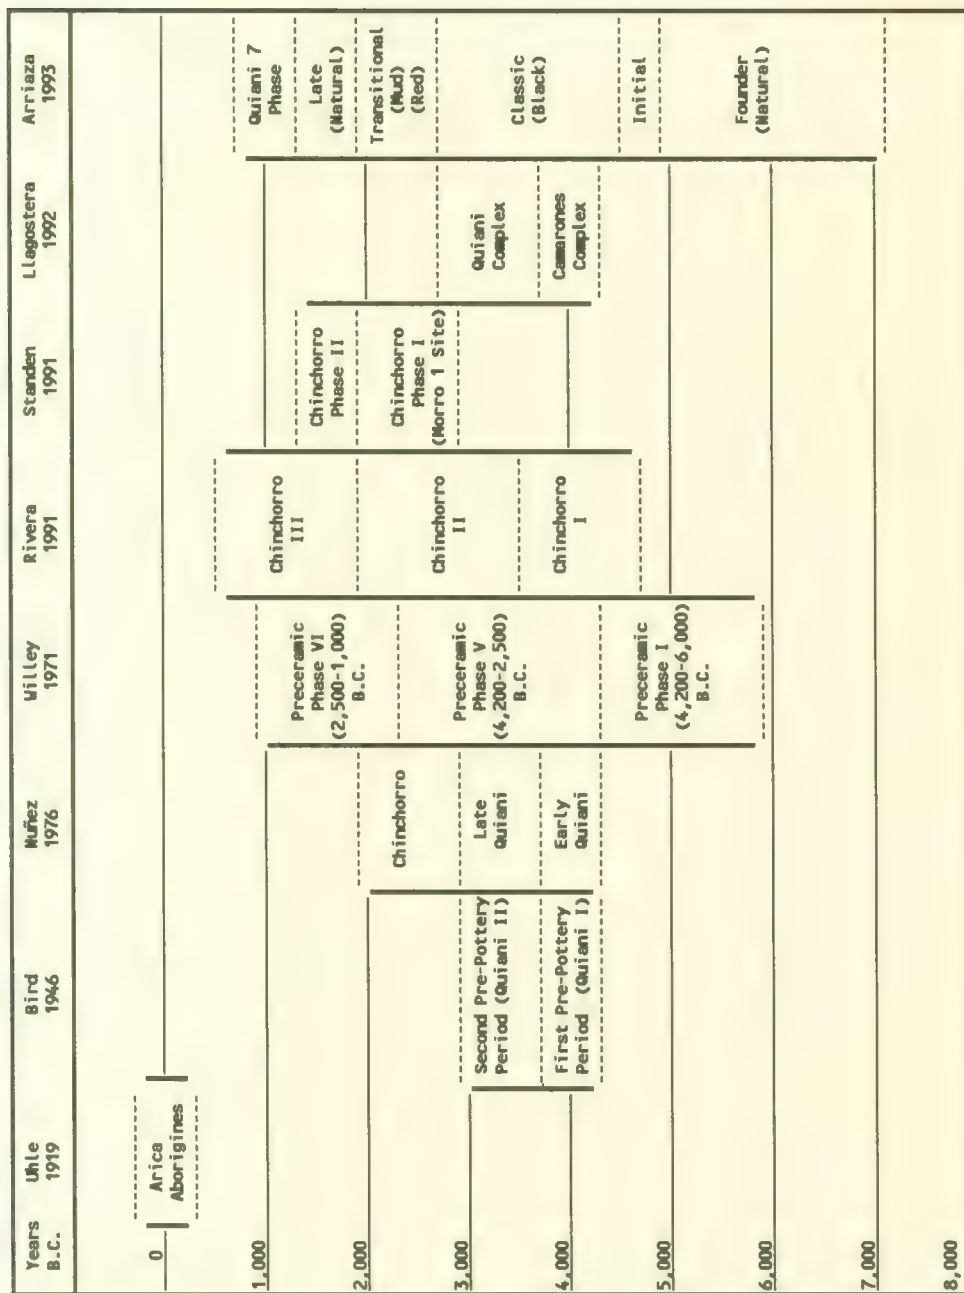 Years
B.C.
Uhle
1919
Bird
1946
Nuñez
1976
Willey
1971
Rivera
1991
Standen
1991
Llagostera
1992
Arriaza
1993
0
1,000
2,000
3,000
4,000
5,000
6,000
7,000
8,000
Arica
Aborigines
Second Pre-Pottery
Period (Quiani II)
First Pre-Pottery
Period (Quiani I)
Chinchorro
Late
Quiani
Early
Quiani
Preceramic
Phase VI
(2,500-1,000)
B.C.
Preceramic
Phase V
(4,200-2,500)
B.C.
Preceramic
Phase I
(4,200-6,000)
B.C.
Chinchorro
III
Chinchorro
II
Chinchorro
I
Chinchorro
Phase II
Chinchorro
Phase I
(Morro 1 Site)
Quiani
Complex
Camarones
Complex
Quiani 7
Phase
Late
(Natural)
Transitional
(Mud)
(Red)
Classic
(Black)
Initial
Founder
(Natural)